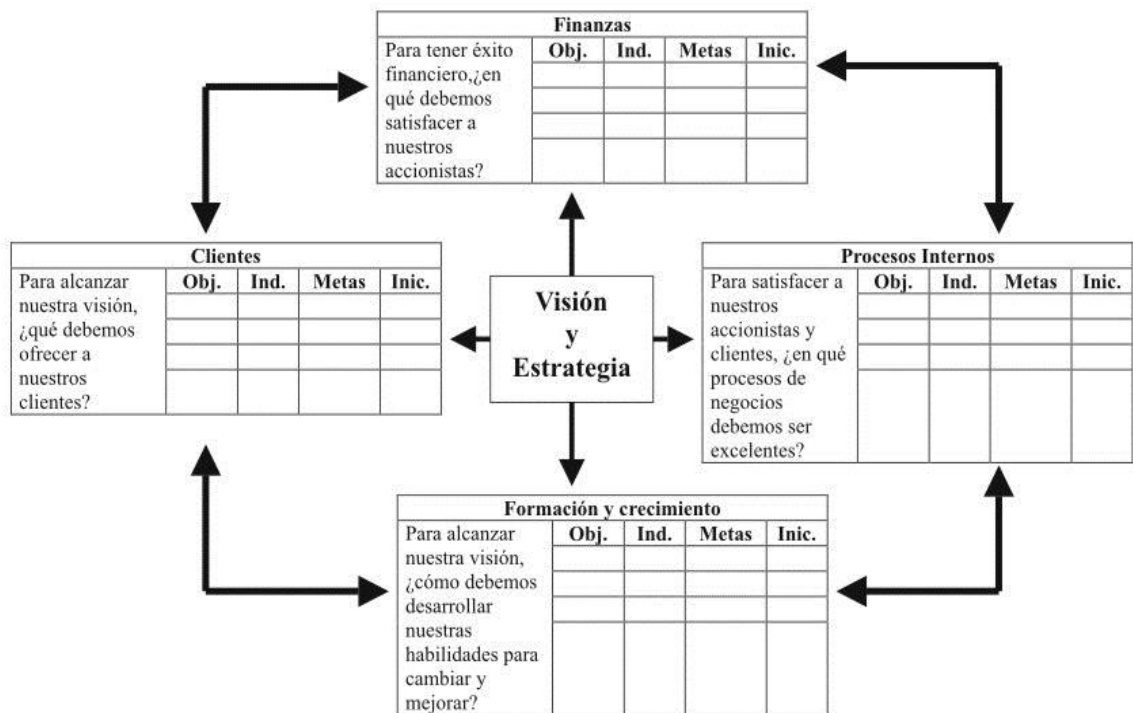 Finanzas
Para tener éxito
financiero,¿en
qué debemos
satisfacer a
nuestros
accionistas?
Obj. Ind. Metas Inic.
Clientes
Para alcanzar
nuestra visión,
¿qué debemos
ofrecer a
nuestros
clientes?
Obj. Ind. Metas Inic.
Visión
y
Estrategia
Procesos Internos
Para satisfacer a
nuestros
accionistas y
clientes, ¿en qué
procesos de
negocios
debemos ser
excelentes?
Obj. Ind. Metas Inic.
Formación y crecimiento
Para alcanzar
nuestra visión,
¿cómo debemos
desarrollar
nuestras
habilidades para
cambiar y
mejorar?
Obj. Ind. Metas Inic.